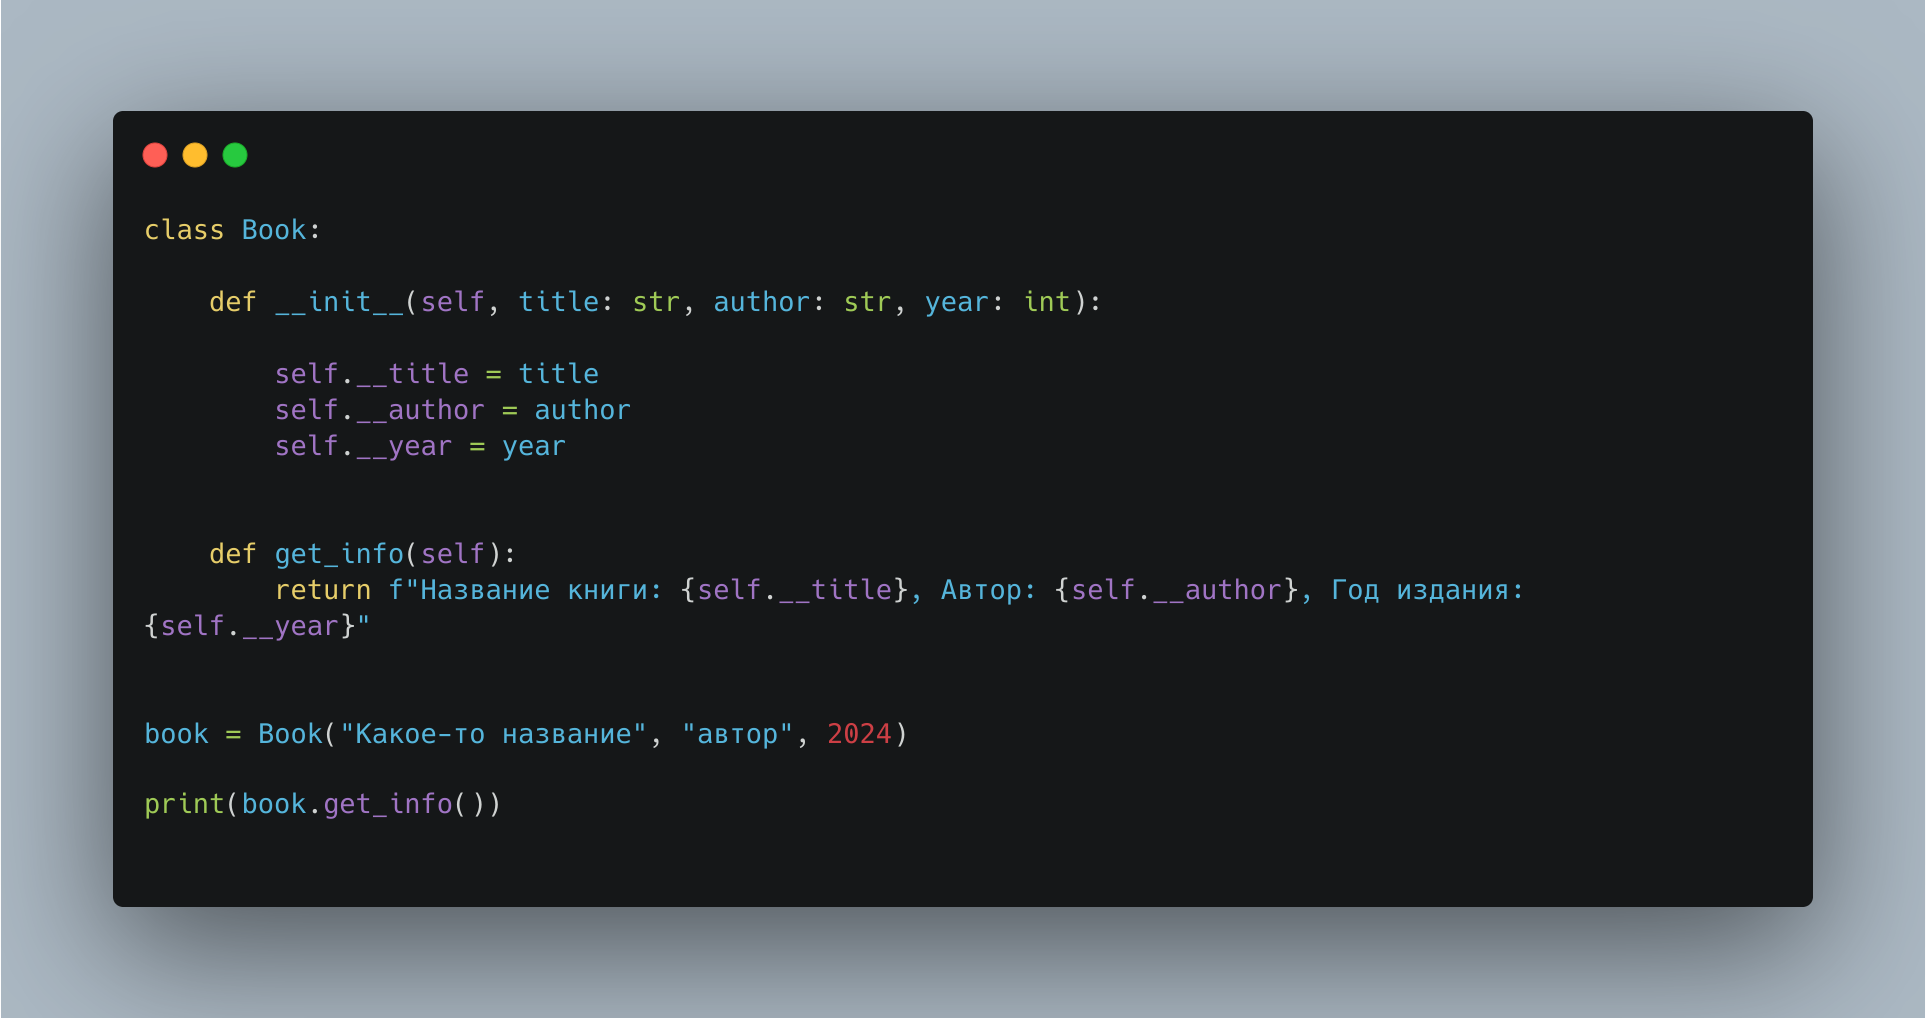 class Book:
    def __init__(self, title: str, author: str, year: int):
        self.__title = title
        self.__author = author
        self.__year = year
    def get_info(self):
        return f"Название книги: {self.__title}, Автор: {self.__author}, Год издания:
{self.__year}"
book = Book("Какое-то название", "автор", 2024)
print(book.get_info())